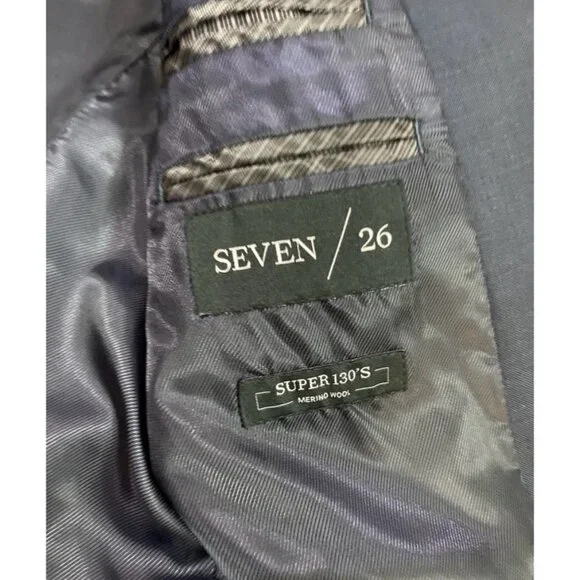 SEVEN / 26
SUPER 130'S
MERINO WOOL